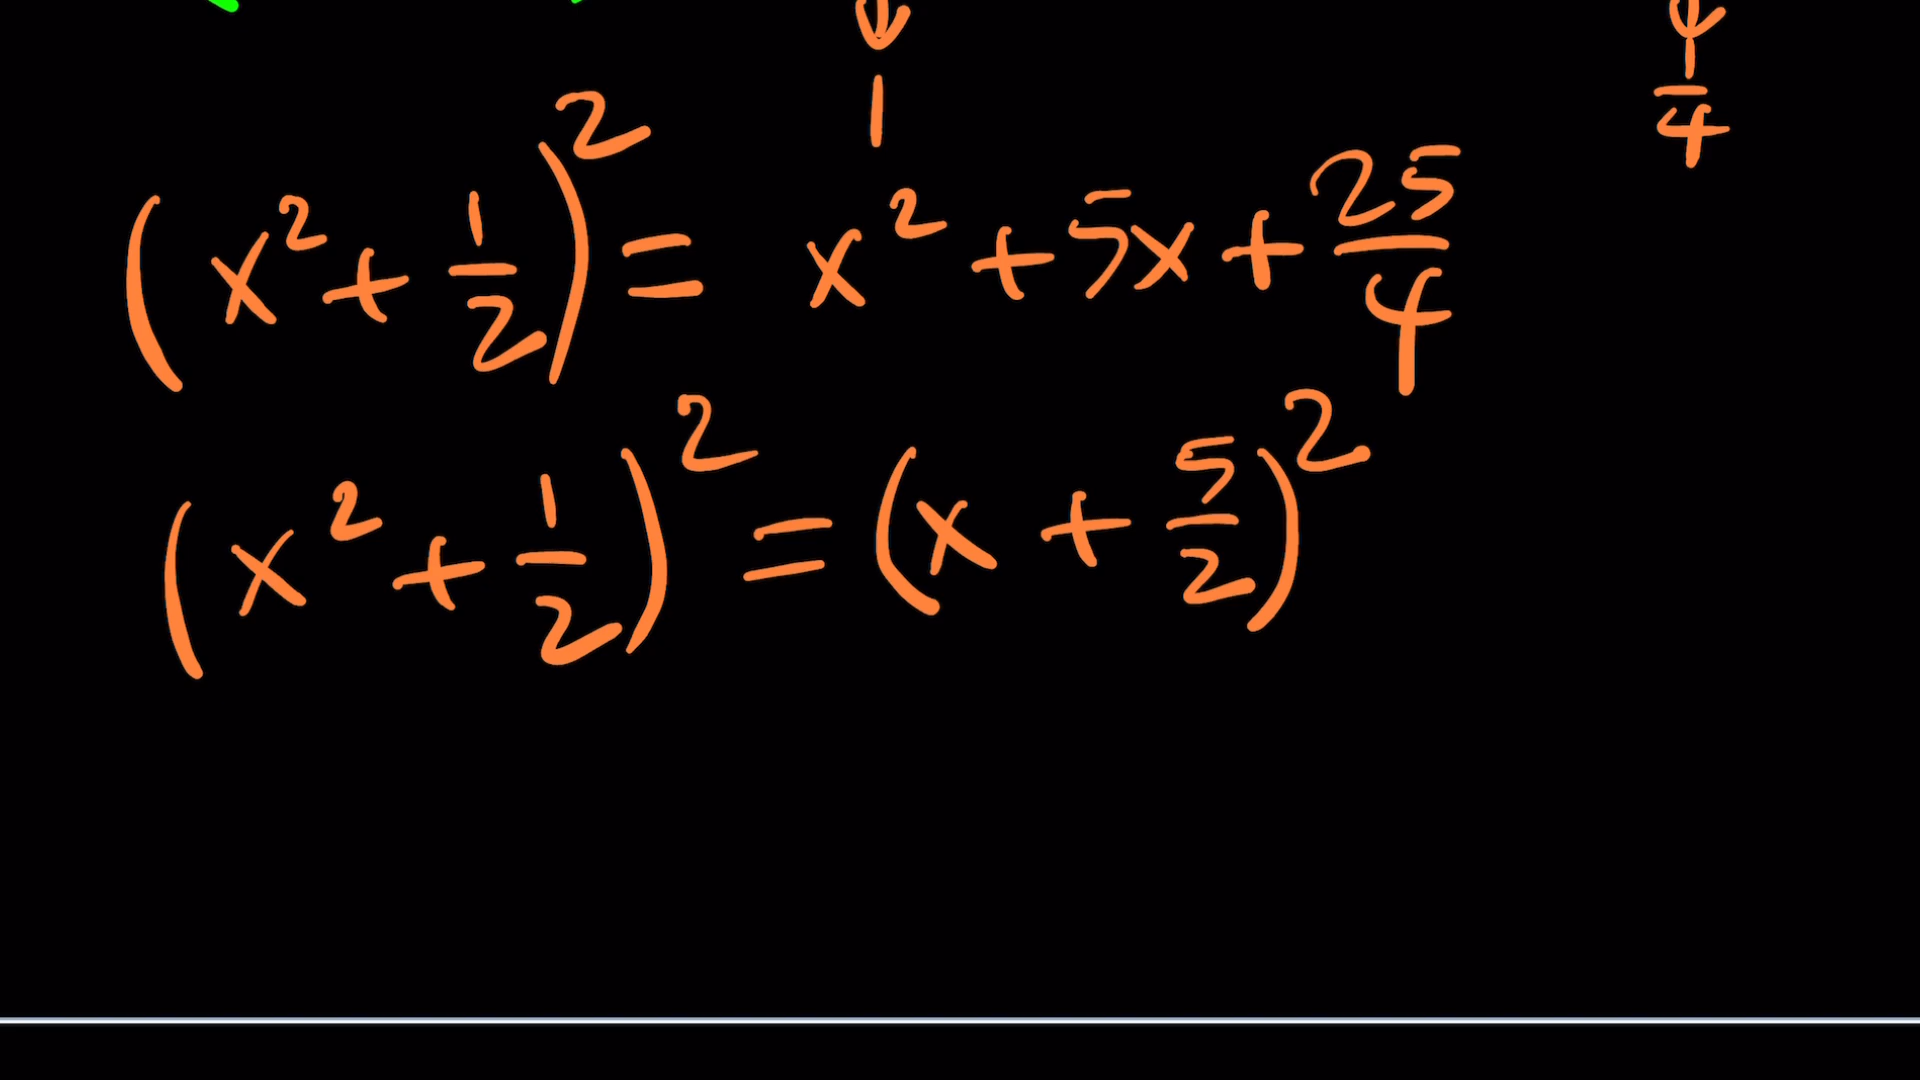 1 1/4
(x² + 1/2)² = x² + 5x + 25/4
(x² + 1/2)² = (x + 5/2)²